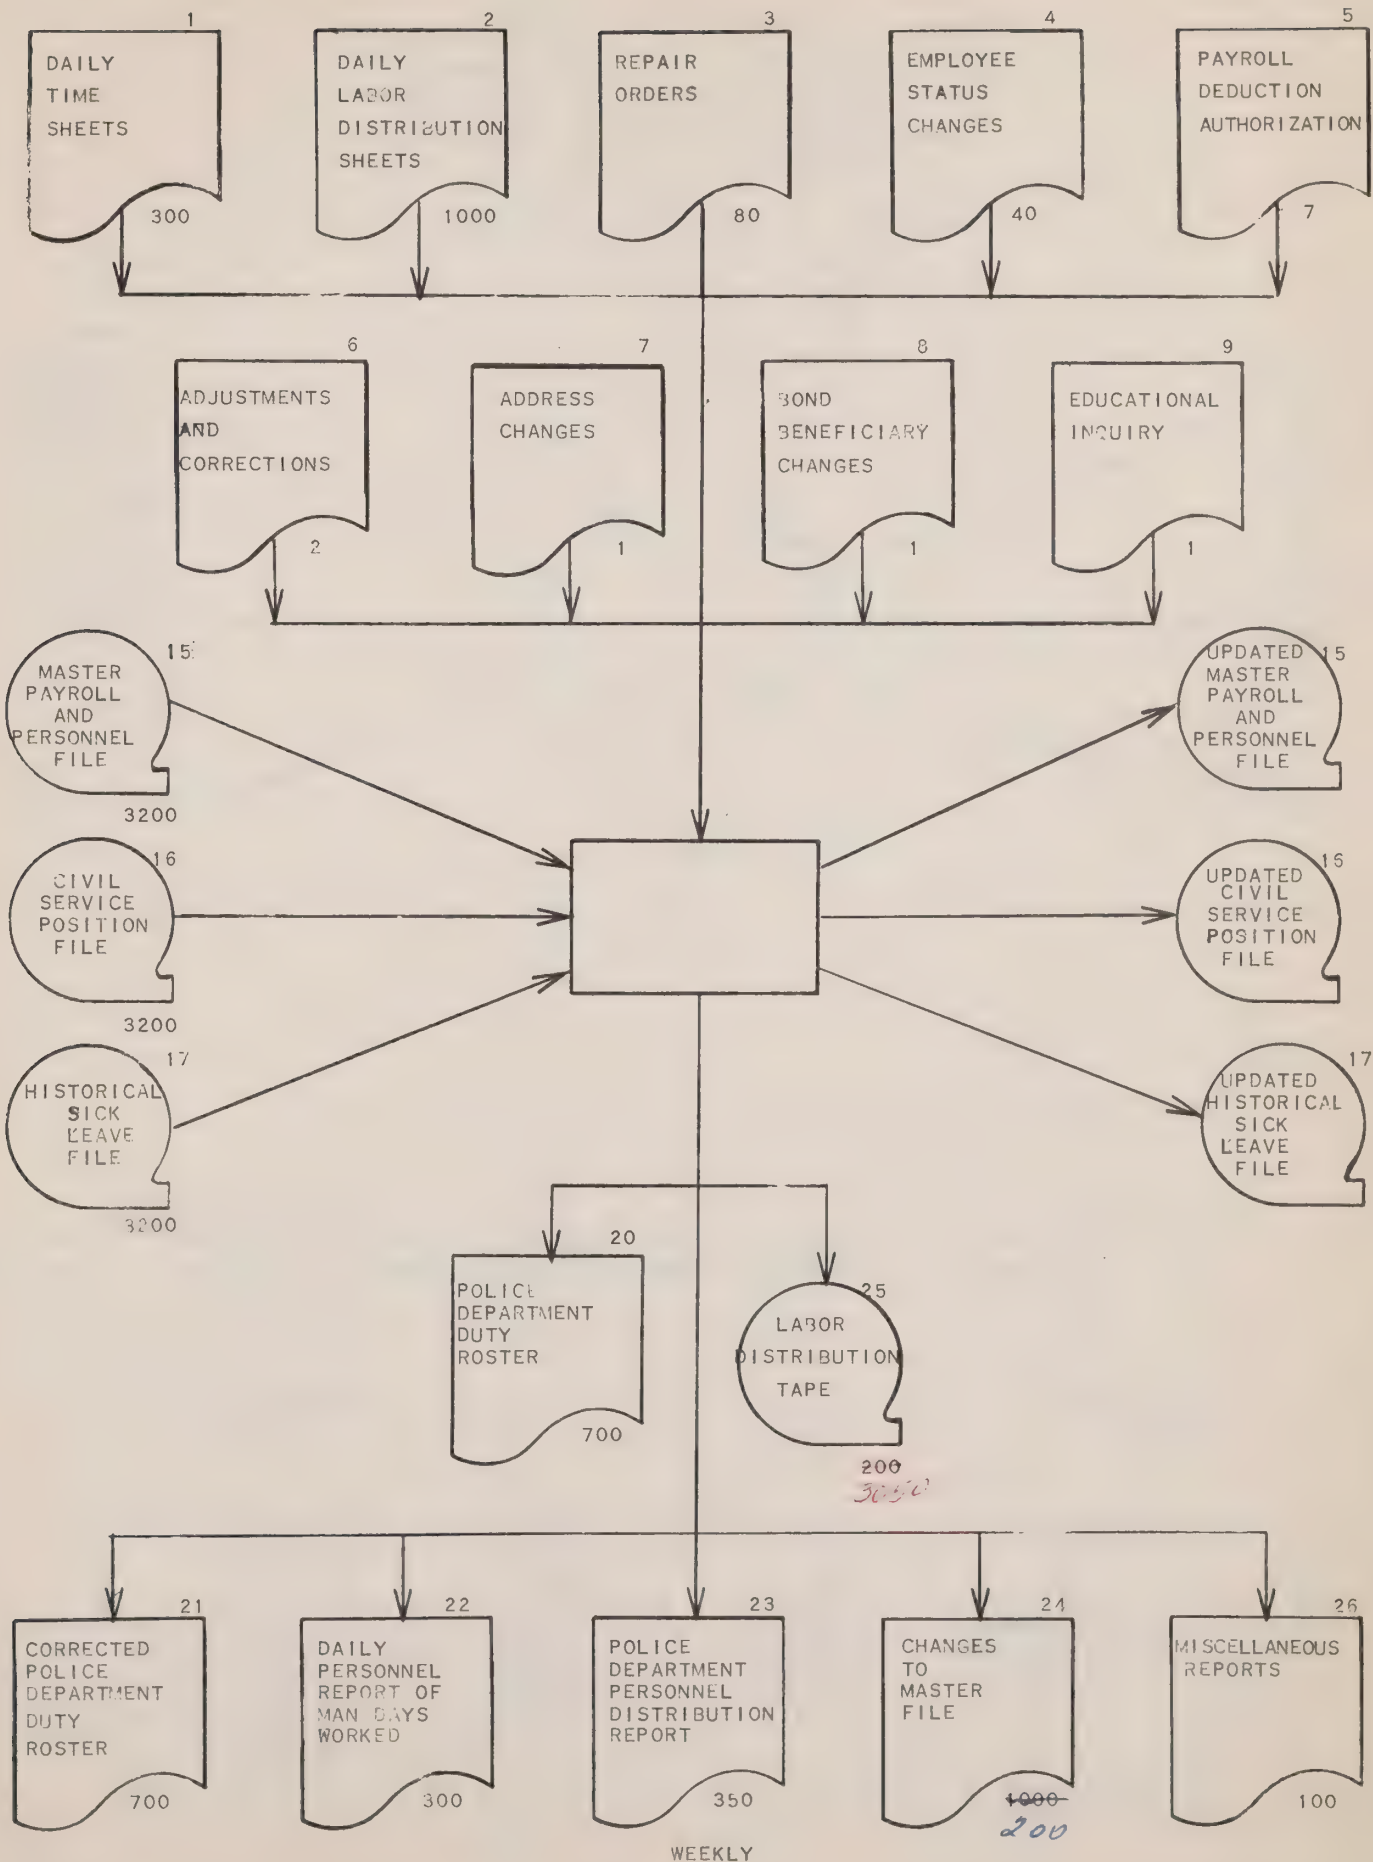 1
DAILY
TIME
SHEETS
300
2
DAILY
LABOR
DISTRIBUTION
SHEETS
1000
3
REPAIR
ORDERS
80
4
EMPLOYEE
STATUS
CHANGES
40
5
PAYROLL
DEDUCTION
AUTHORIZATION
7
6
ADJUSTMENTS
AND
CORRECTIONS
2
7
ADDRESS
CHANGES
1
8
BOND
BENEFICIARY
CHANGES
1
9
EDUCATIONAL
INQUIRY
1
15
MASTER
PAYROLL
AND
PERSONNEL
FILE
3200
15
UPDATED
MASTER
PAYROLL
AND
PERSONNEL
FILE
16
CIVIL
SERVICE
POSITION
FILE
3200
16
UPDATED
CIVIL
SERVICE
POSITION
FILE
17
HISTORICAL
SICK
LEAVE
FILE
3200
17
UPDATED
HISTORICAL
SICK
LEAVE
FILE
20
POLICE
DEPARTMENT
DUTY
ROSTER
700
25
LABOR
DISTRIBUTION
TAPE
200
21
CORRECTED
POLICE
DEPARTMENT
DUTY
ROSTER
700
22
DAILY
PERSONNEL
REPORT OF
MAN DAYS
WORKED
300
23
POLICE
DEPARTMENT
PERSONNEL
DISTRIBUTION
REPORT
350
24
CHANGES
TO
MASTER
FILE
1000
200
26
MISCELLANEOUS
REPORTS
100
WEEKLY